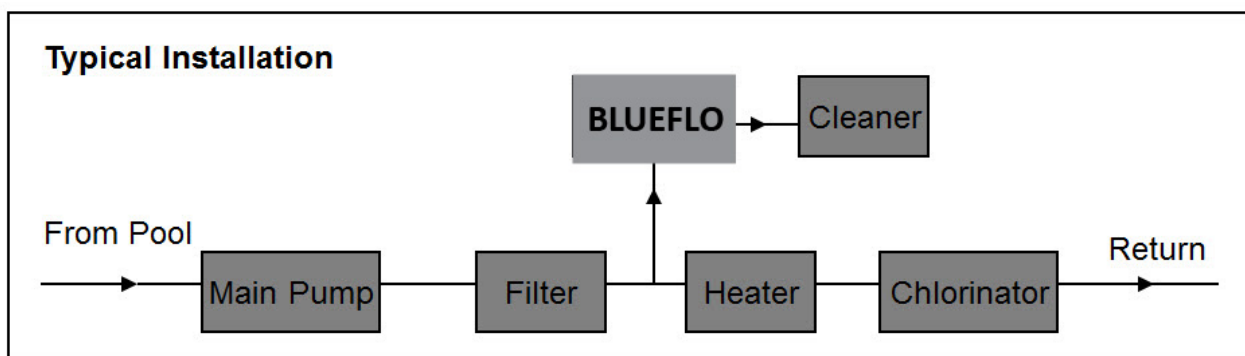 Typical Installation
BLUEFLO
Cleaner
From Pool
Main Pump
Filter
Heater
Chlorinator
Return